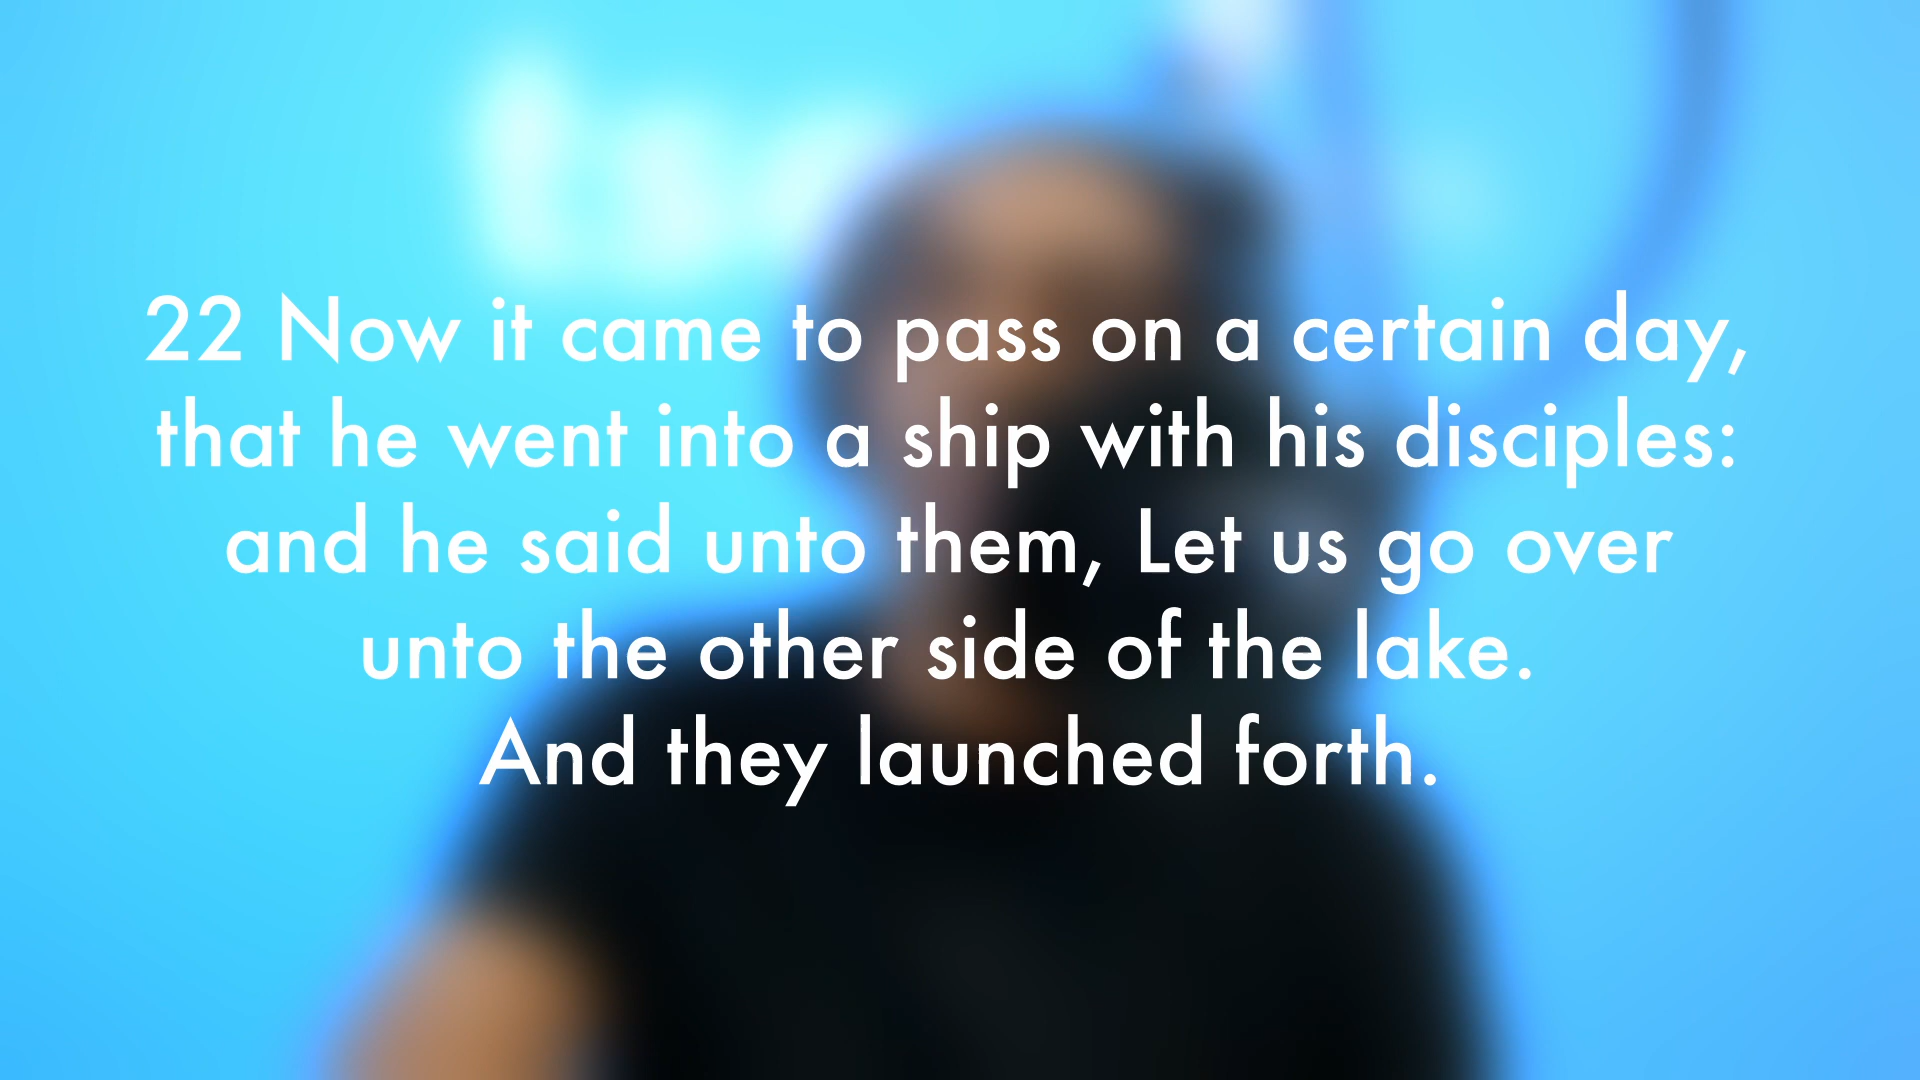 22 Now it came to pass on a certain day,
that he went into a ship with his disciples:
and he said unto them, Let us go over
unto the other side of the lake.
And they launched forth.